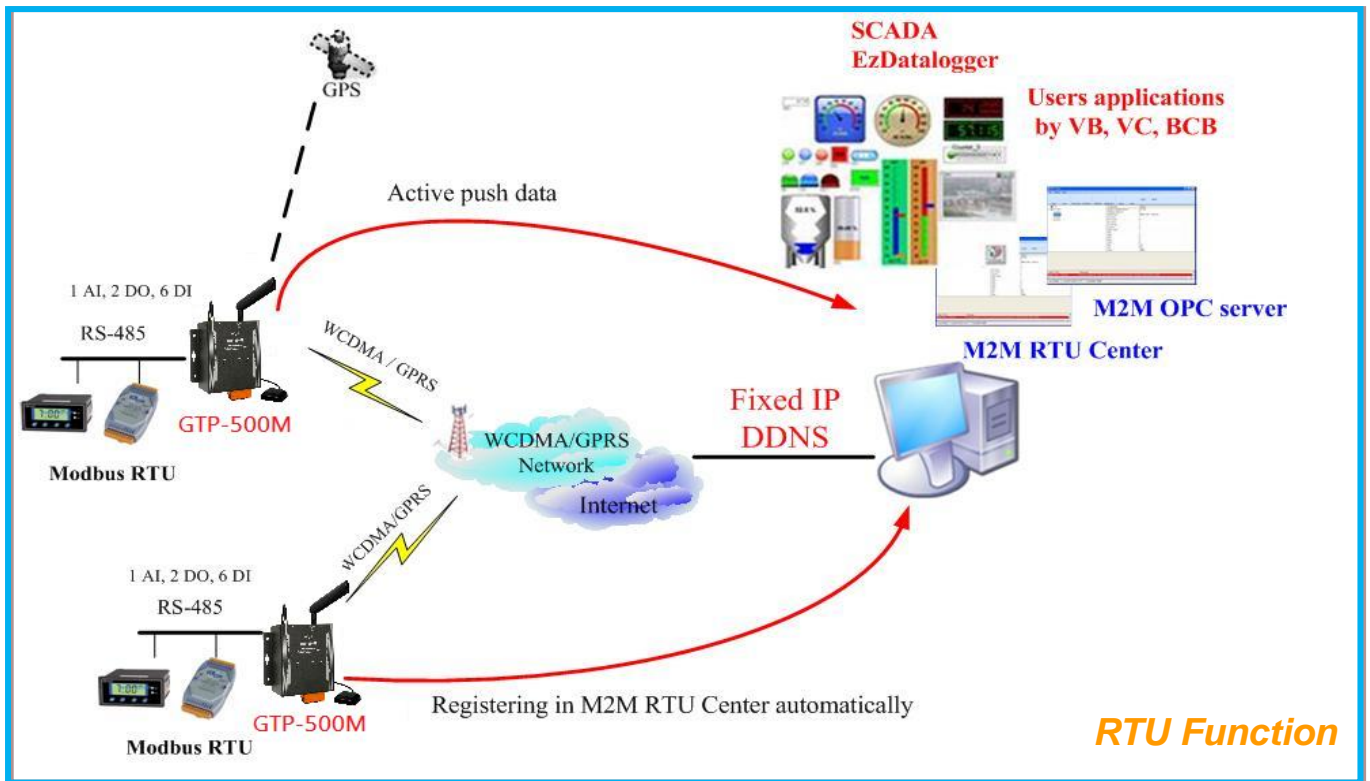 GPS
SCADA
EzDatalogger
Users applications
by VB, VC, BCB
Active push data
1 AI, 2 DO, 6 DI
RS-485
GTP-500M
Modbus RTU
WCDMA / GPRS
M2M OPC server
M2M RTU Center
Fixed IP
DDNS
WCDMA/GPRS
Network
Internet
WCDMA/GPRS
1 AI, 2 DO, 6 DI
RS-485
GTP-500M
Modbus RTU
Registering in M2M RTU Center automatically
RTU Function